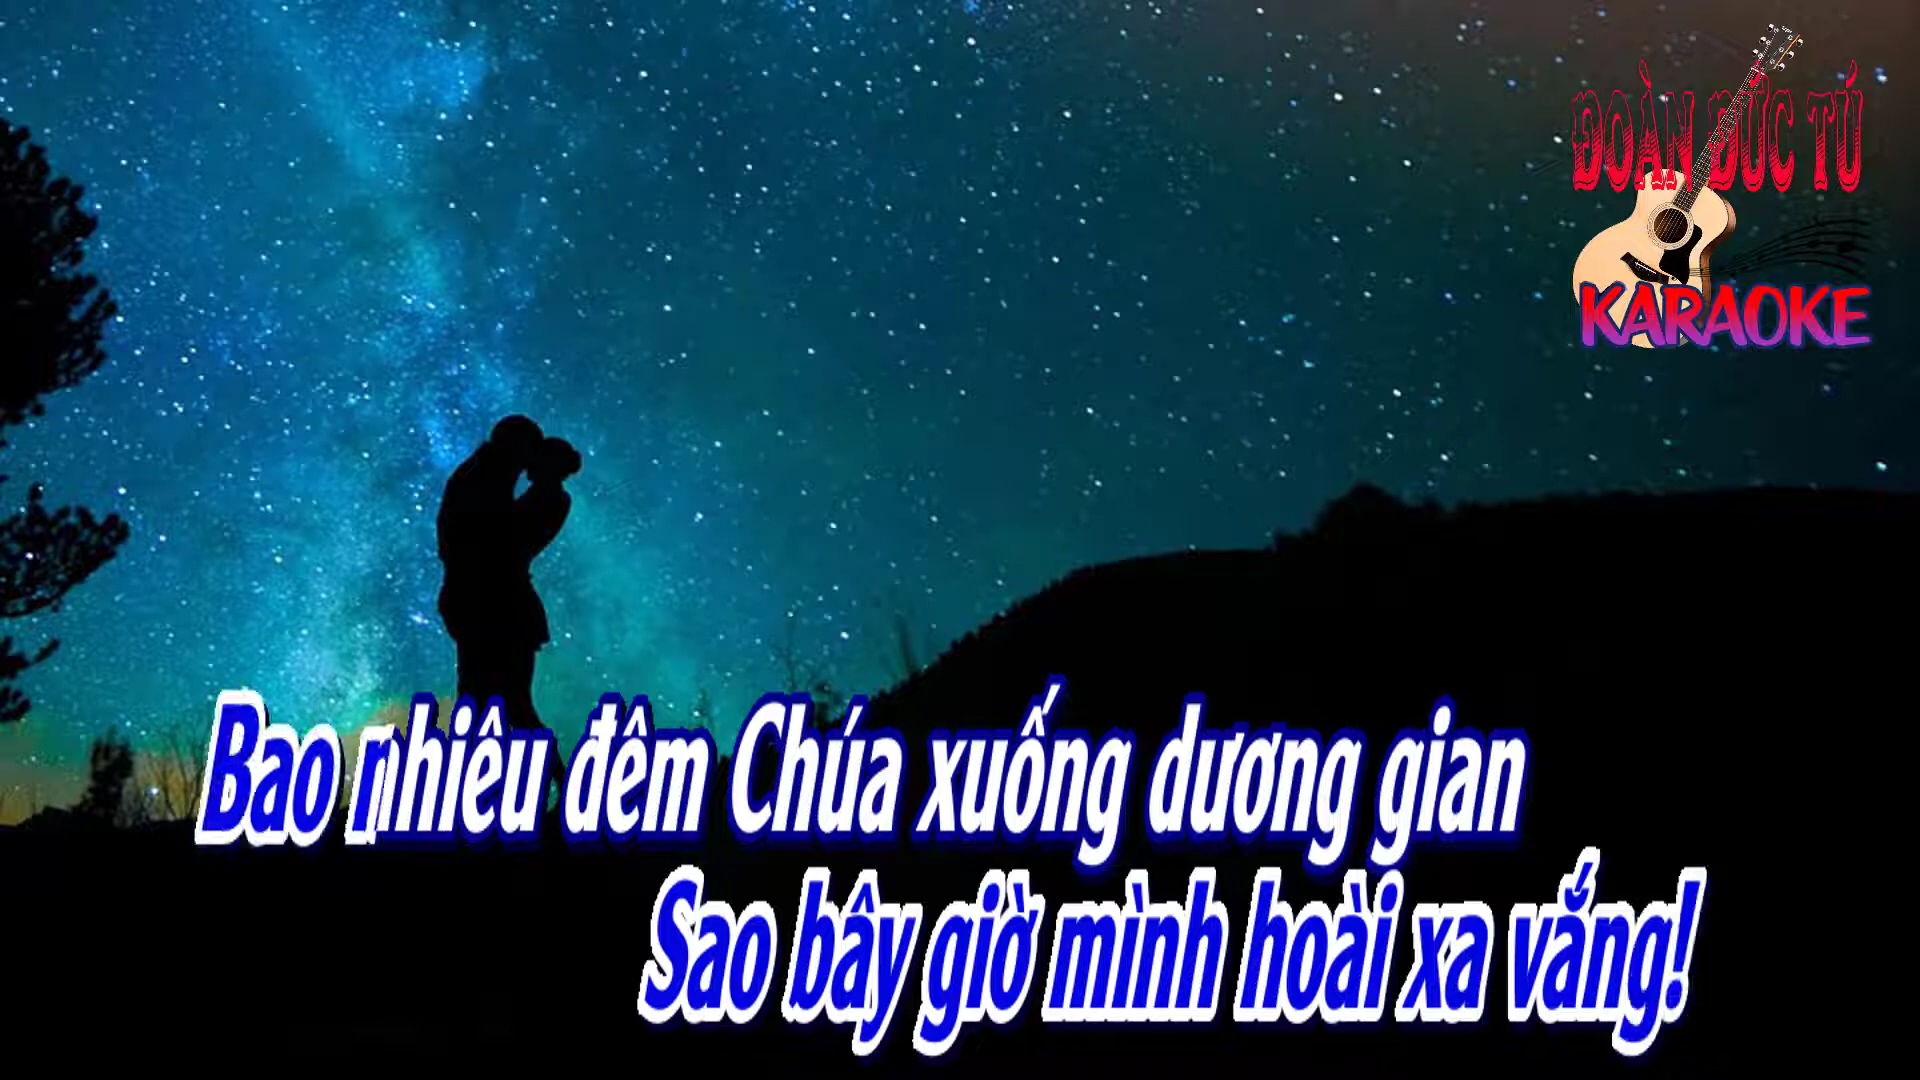 ĐOÀN ĐỨC TÚ
KARAOKE
Bao nhiêu đêm Chúa xuống dương gian
Sao bây giờ mình hoài xa vắng!